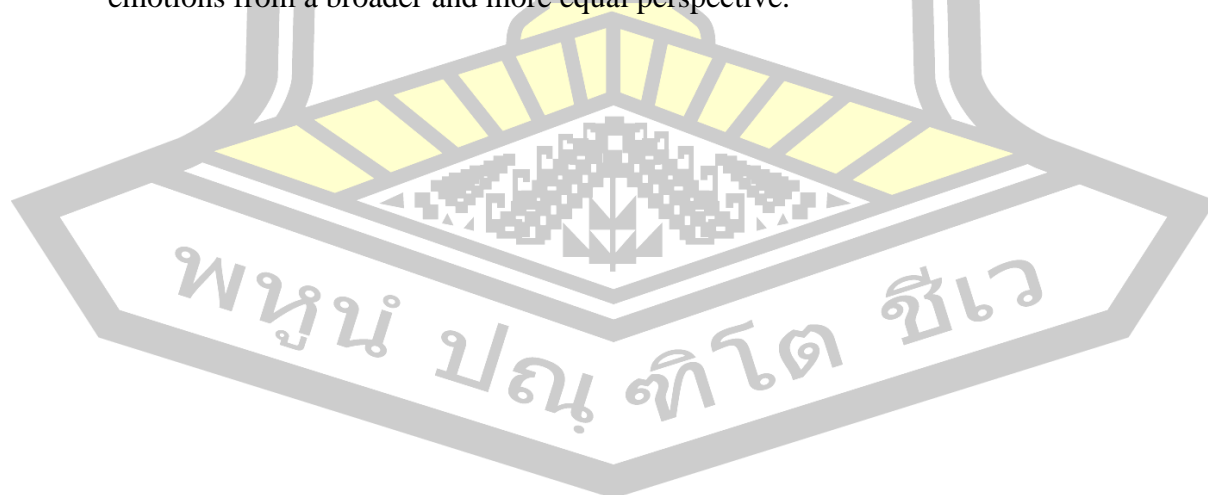 emotions from a broader and more equal perspective.
พหูนํ ปณฺฑิโต ชีเว